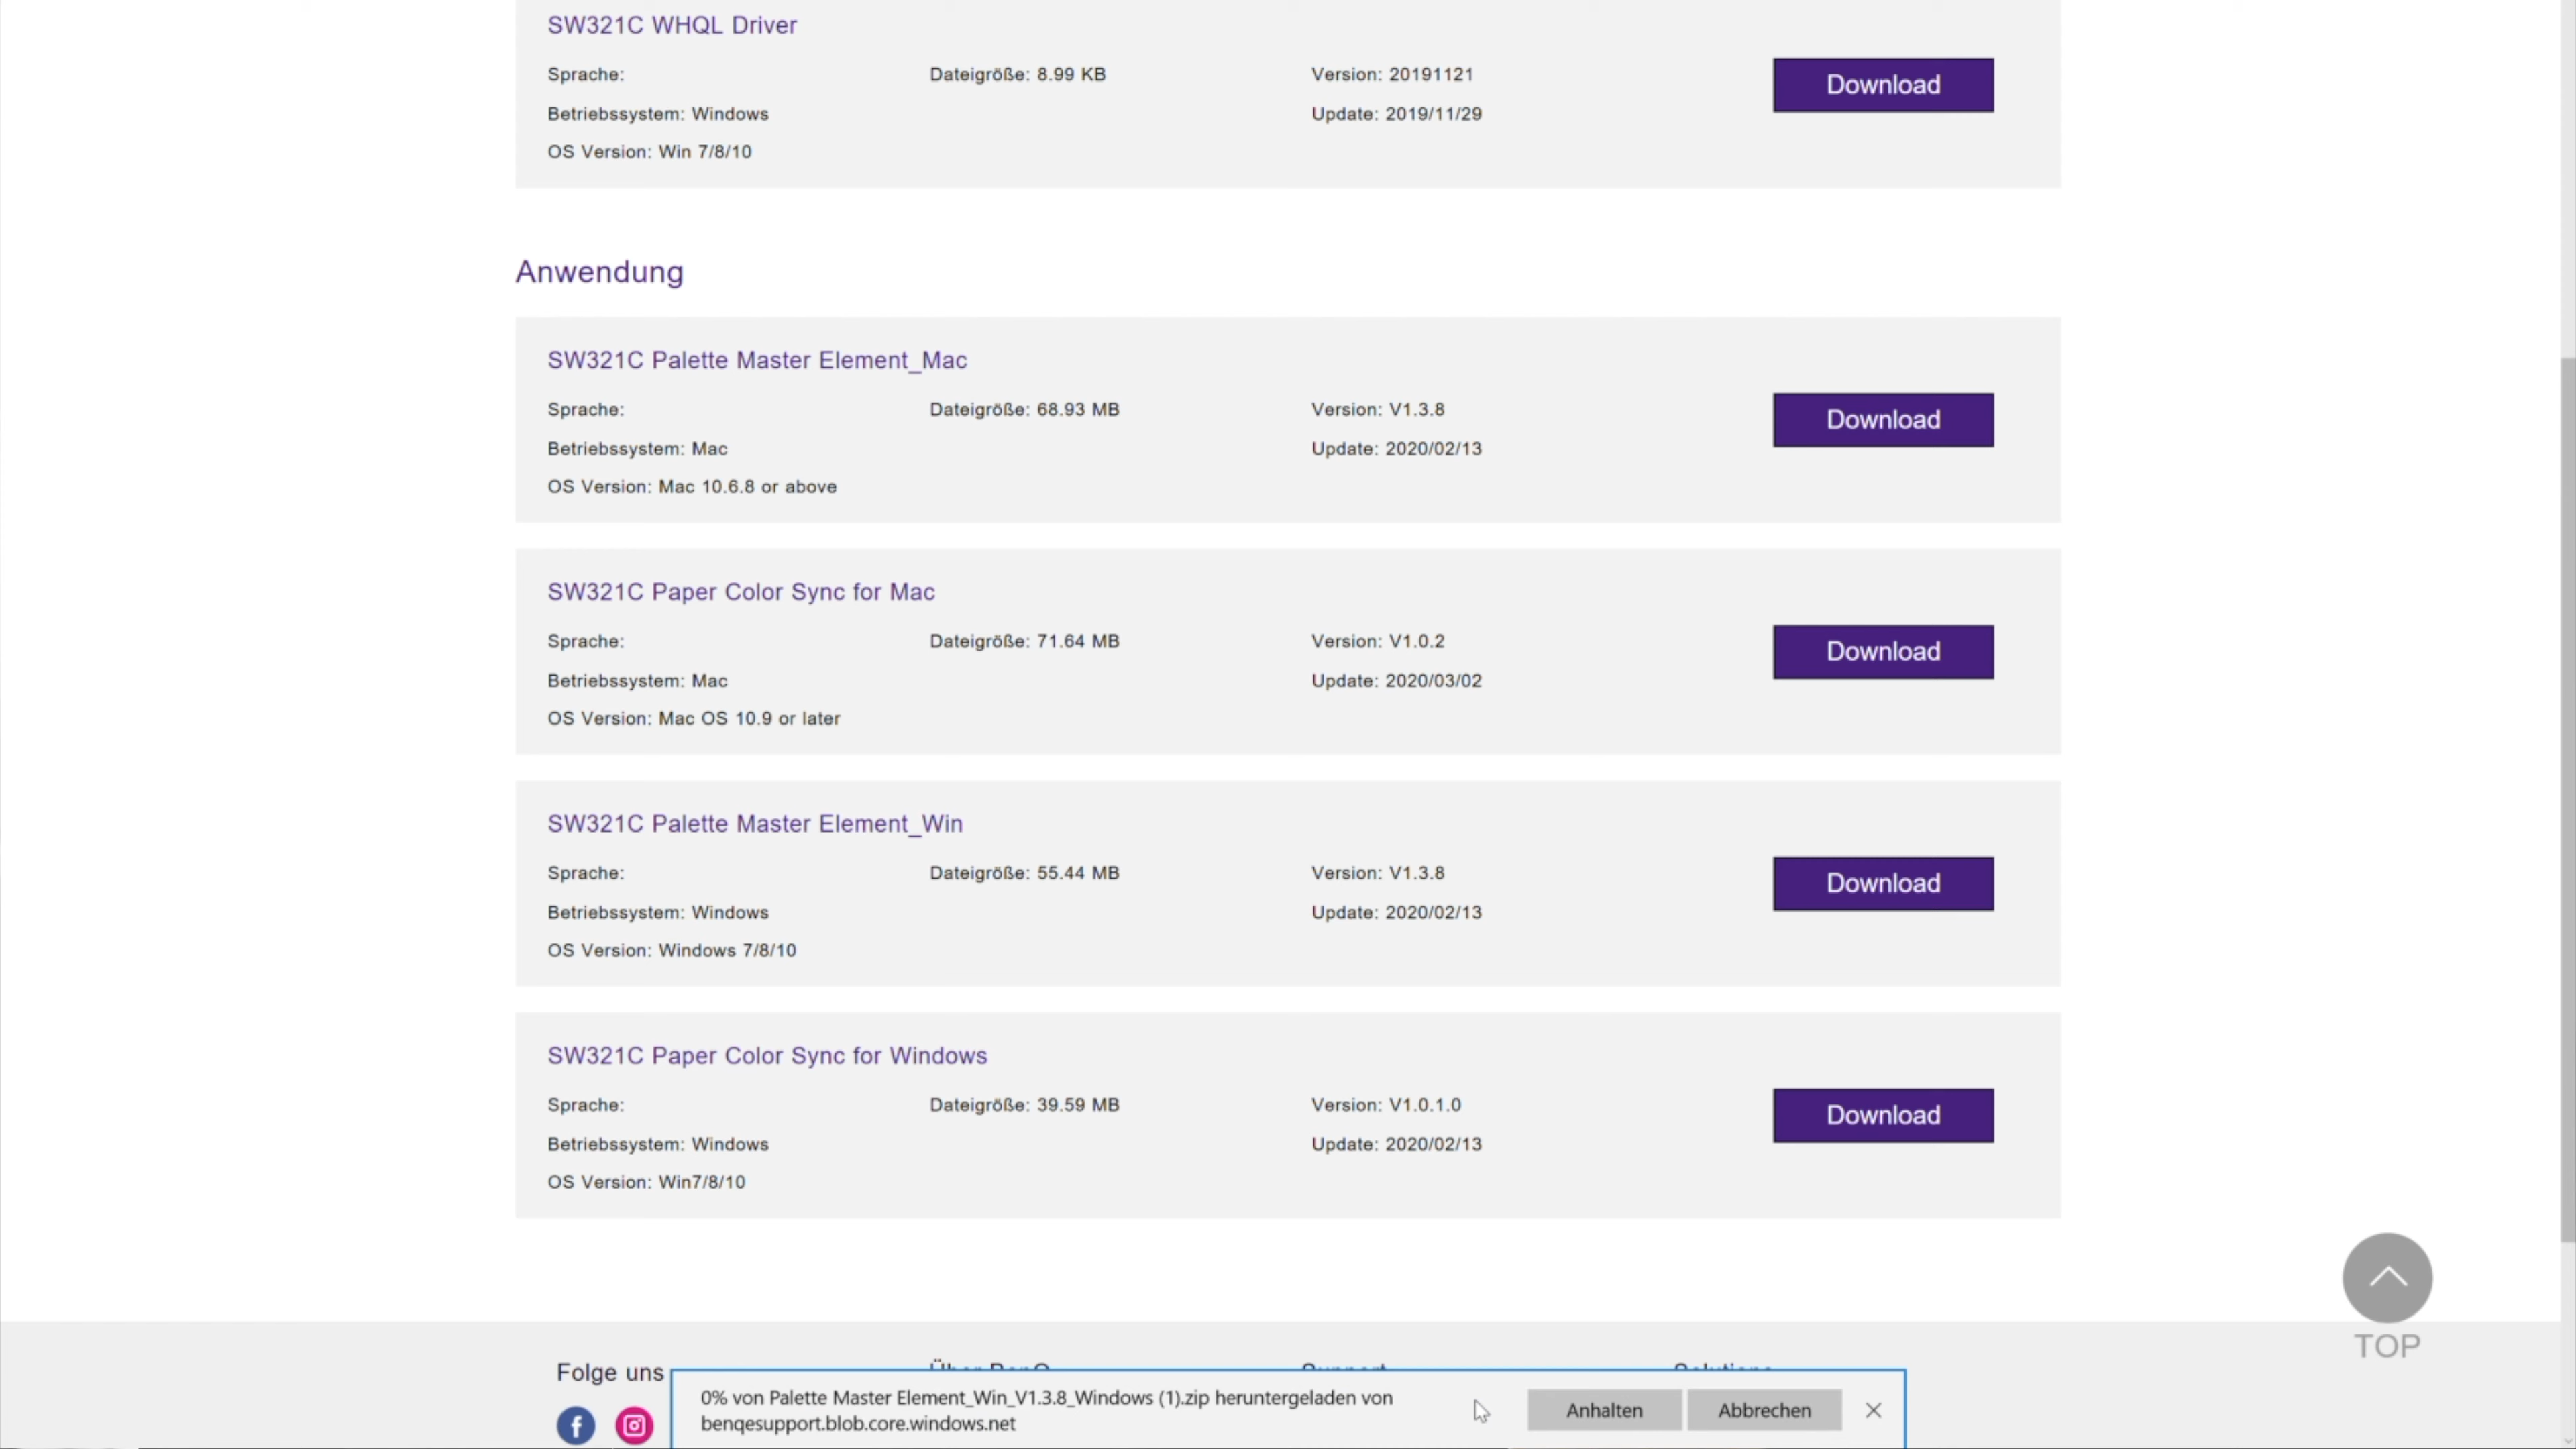 SW321C WHQL Driver
Sprache: Dateigröße: 8.99 KB Version: 20191121 Download
Betriebssystem: Windows Update: 2019/11/29
OS Version: Win 7/8/10
Anwendung
SW321C Palette Master Element_Mac
Sprache: Dateigröße: 68.93 MB Version: V1.3.8 Download
Betriebssystem: Mac Update: 2020/02/13
OS Version: Mac 10.6.8 or above
SW321C Paper Color Sync for Mac
Sprache: Dateigröße: 71.64 MB Version: V1.0.2 Download
Betriebssystem: Mac Update: 2020/03/02
OS Version: Mac OS 10.9 or later
SW321C Palette Master Element_Win
Sprache: Dateigröße: 55.44 MB Version: V1.3.8 Download
Betriebssystem: Windows Update: 2020/02/13
OS Version: Windows 7/8/10
SW321C Paper Color Sync for Windows
Sprache: Dateigröße: 39.59 MB Version: V1.0.1.0 Download
Betriebssystem: Windows Update: 2020/02/13
OS Version: Win7/8/10
TOP
Folge uns Über BenQ Support Solutions
0% von Palette Master Element_Win_V1.3.8_Windows (1).zip heruntergeladen von
benqesupport.blob.core.windows.net
Anhalten Abbrechen